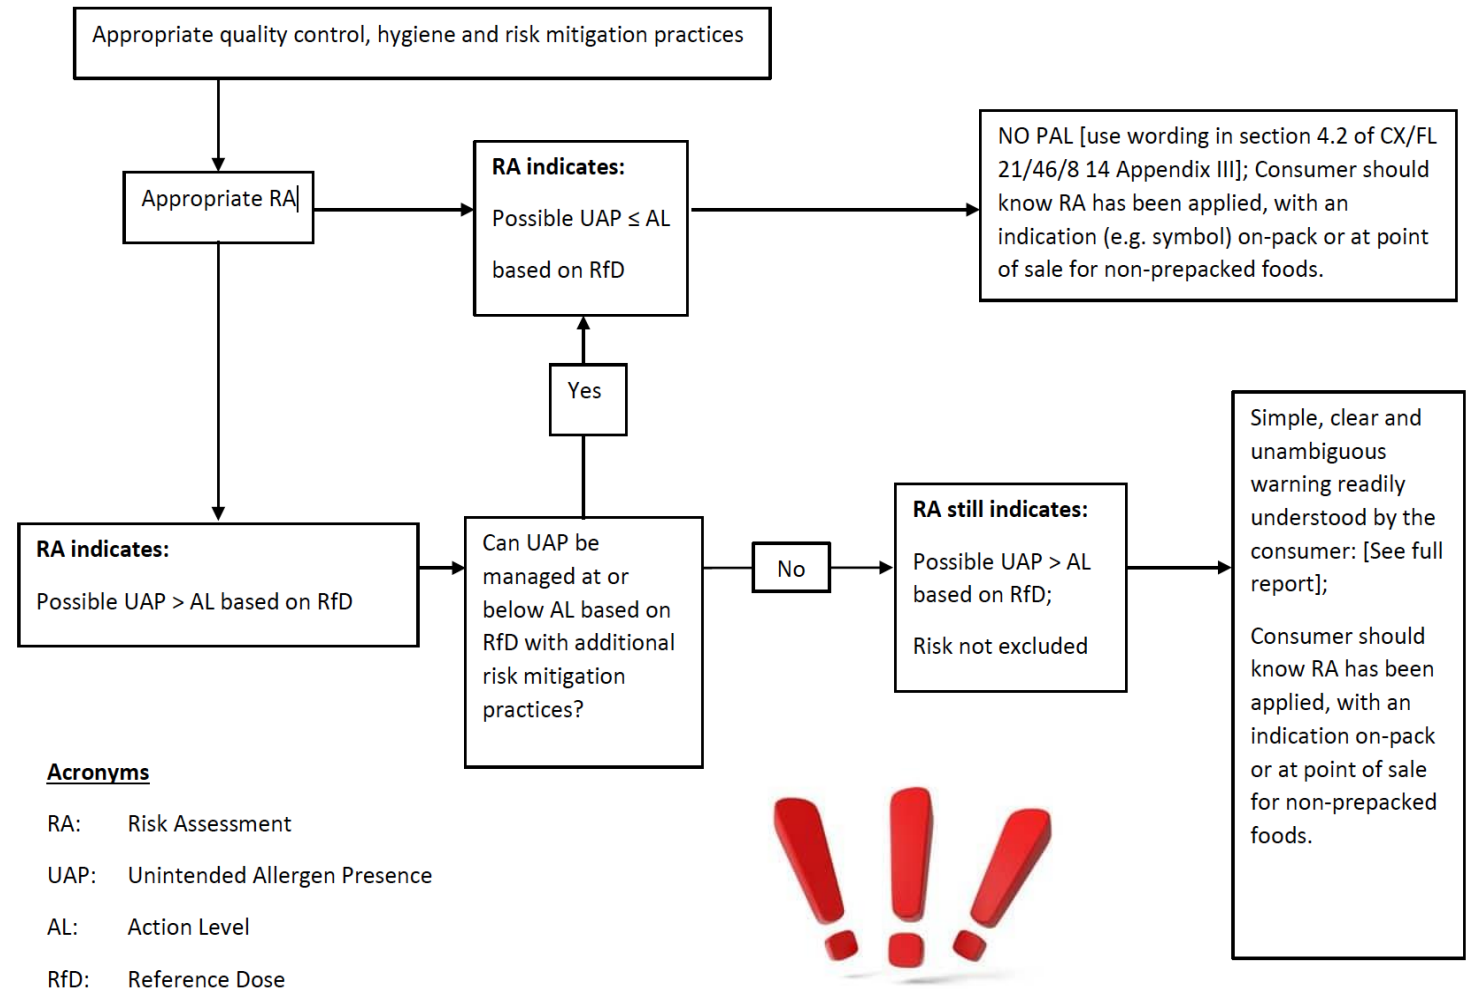 Appropriate quality control, hygiene and risk mitigation practices
Appropriate RA
RA indicates:
Possible UAP ≤ AL
based on RfD
NO PAL [use wording in section 4.2 of CX/FL
21/46/8 14 Appendix III]; Consumer should
know RA has been applied, with an
indication (e.g. symbol) on-pack or at point
of sale for non-prepacked foods.
Yes
RA indicates:
Possible UAP > AL based on RfD
Can UAP be
managed at or
below AL based on
RfD with additional
risk mitigation
practices?
No
RA still indicates:
Possible UAP > AL
based on RfD;
Risk not excluded
Simple, clear and
unambiguous
warning readily
understood by the
consumer: [See full
report];
Consumer should
know RA has been
applied, with an
indication on-pack
or at point of sale
for non-prepacked
foods.
Acronyms
RA: Risk Assessment
UAP: Unintended Allergen Presence
AL: Action Level
RfD: Reference Dose